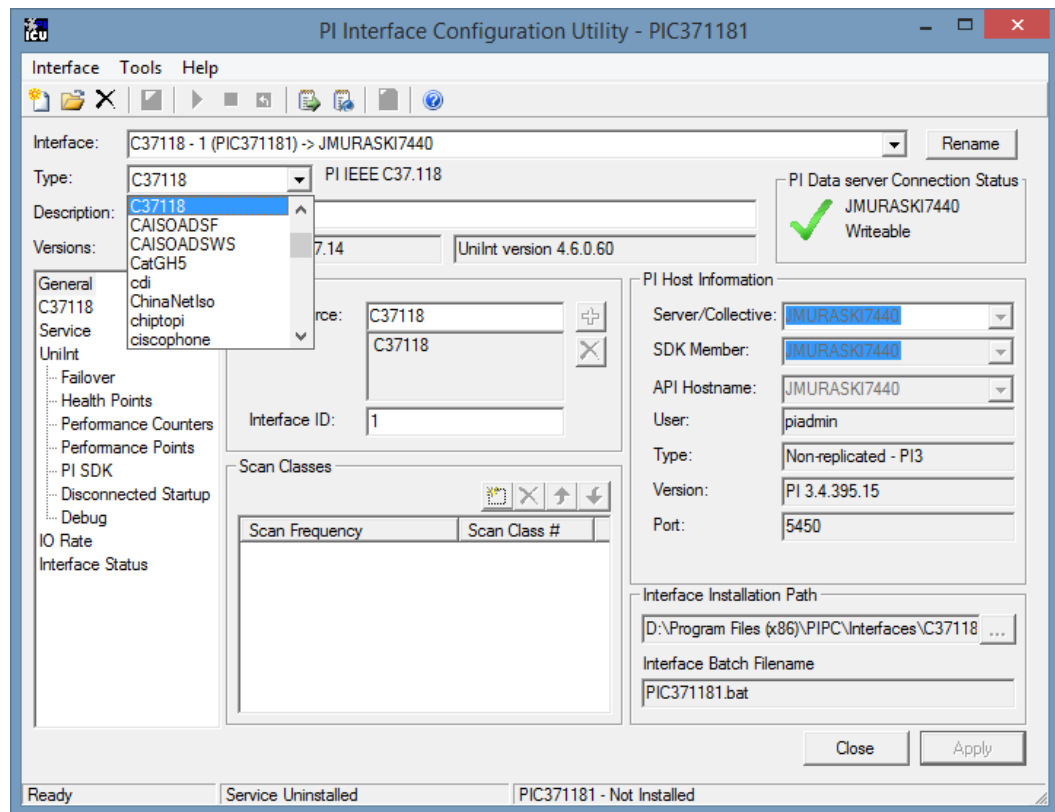 PI Interface Configuration Utility - PIC371181
Interface Tools Help
Interface: C37118 - 1 (PIC371181) -> JMURASKI7440 Rename
Type: C37118 PI IEEE C37.118
C37118
CAISOADSF
CAISOADSWS
CatGH5
cdi
ChinaNetIso
chiptopi
ciscophone
Description:
Versions: 7.14 UniInt version 4.6.0.60
PI Data server Connection Status
JMURASKI7440
Writeable
General
C37118
Service
UniInt
Failover
Health Points
Performance Counters
Performance Points
PI SDK
Disconnected Startup
Debug
IO Rate
Interface Status
rce: C37118
C37118
Interface ID: 1
Scan Classes
Scan Frequency Scan Class #
PI Host Information
Server/Collective: JMURASKI7440
SDK Member: JMURASKI7440
API Hostname: JMURASKI7440
User: piadmin
Type: Non-replicated - PI3
Version: PI 3.4.395.15
Port: 5450
Interface Installation Path
D:\Program Files (x86)\PIPC\Interfaces\C37118 ...
Interface Batch Filename
PIC371181.bat
Close Apply
Ready Service Uninstalled PIC371181 - Not Installed